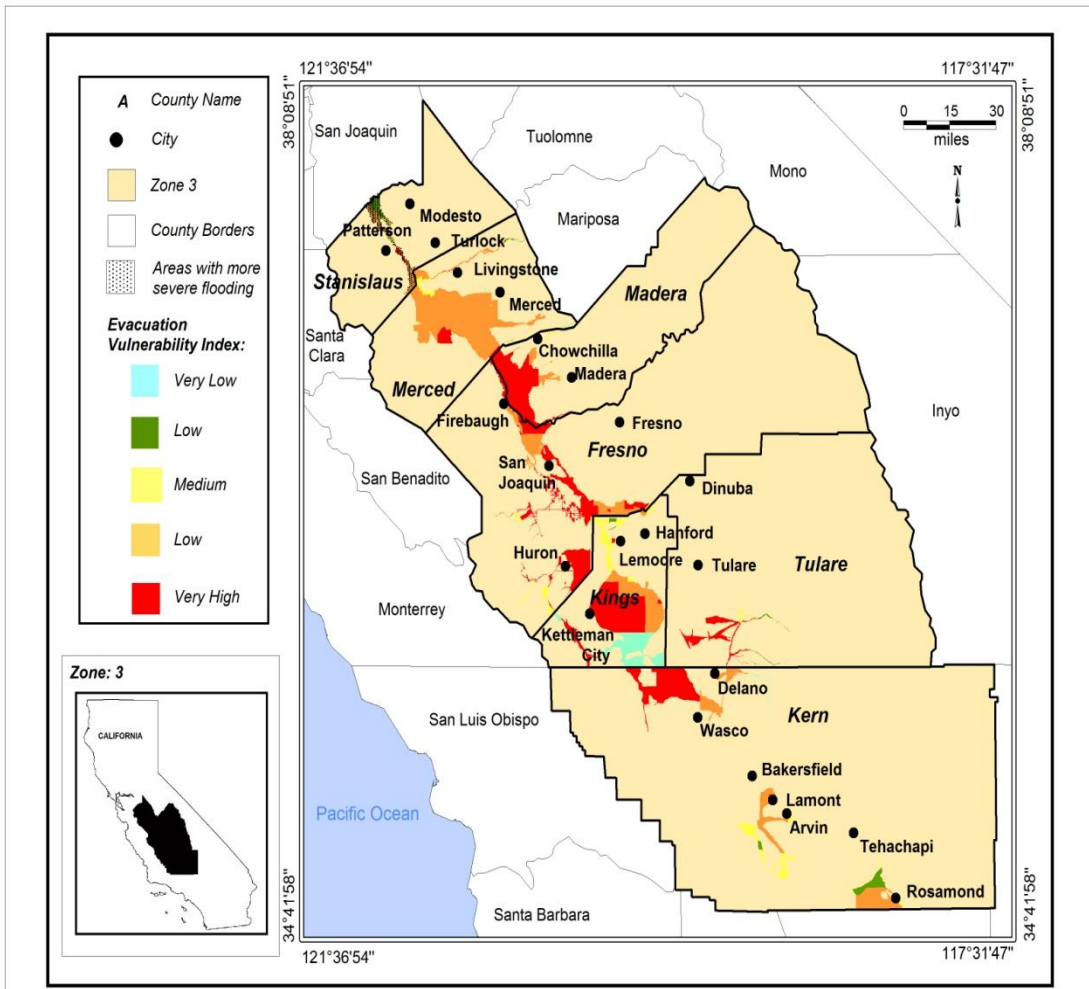 A County Name
City
Zone 3
County Borders
Areas with more
severe flooding
Evacuation
Vulnerability Index:
Very Low
Low
Medium
Low
Very High
Zone: 3
CALIFORNIA
121°36'54"
117°31'47"
38°08'51"
38°08'51"
0 15 30
miles
N
San Joaquin
Tuolomne
Mono
Mariposa
Modesto
Patterson
Turlock
Stanislaus
Livingstone
Merced
Madera
Santa
Clara
Chowchilla
Madera
Merced
Firebaugh
Inyo
Fresno
Fresno
San
Joaquin
San Benadito
Dinuba
Hanford
Lemoore
Huron
Tulare
Tulare
Kings
Monterrey
Kettleman
City
Delano
San Luis Obispo
Kern
Wasco
Bakersfield
Pacific Ocean
Lamont
Arvin
Tehachapi
Rosamond
Santa Barbara
34°41'58"
34°41'58"
121°36'54"
117°31'47"